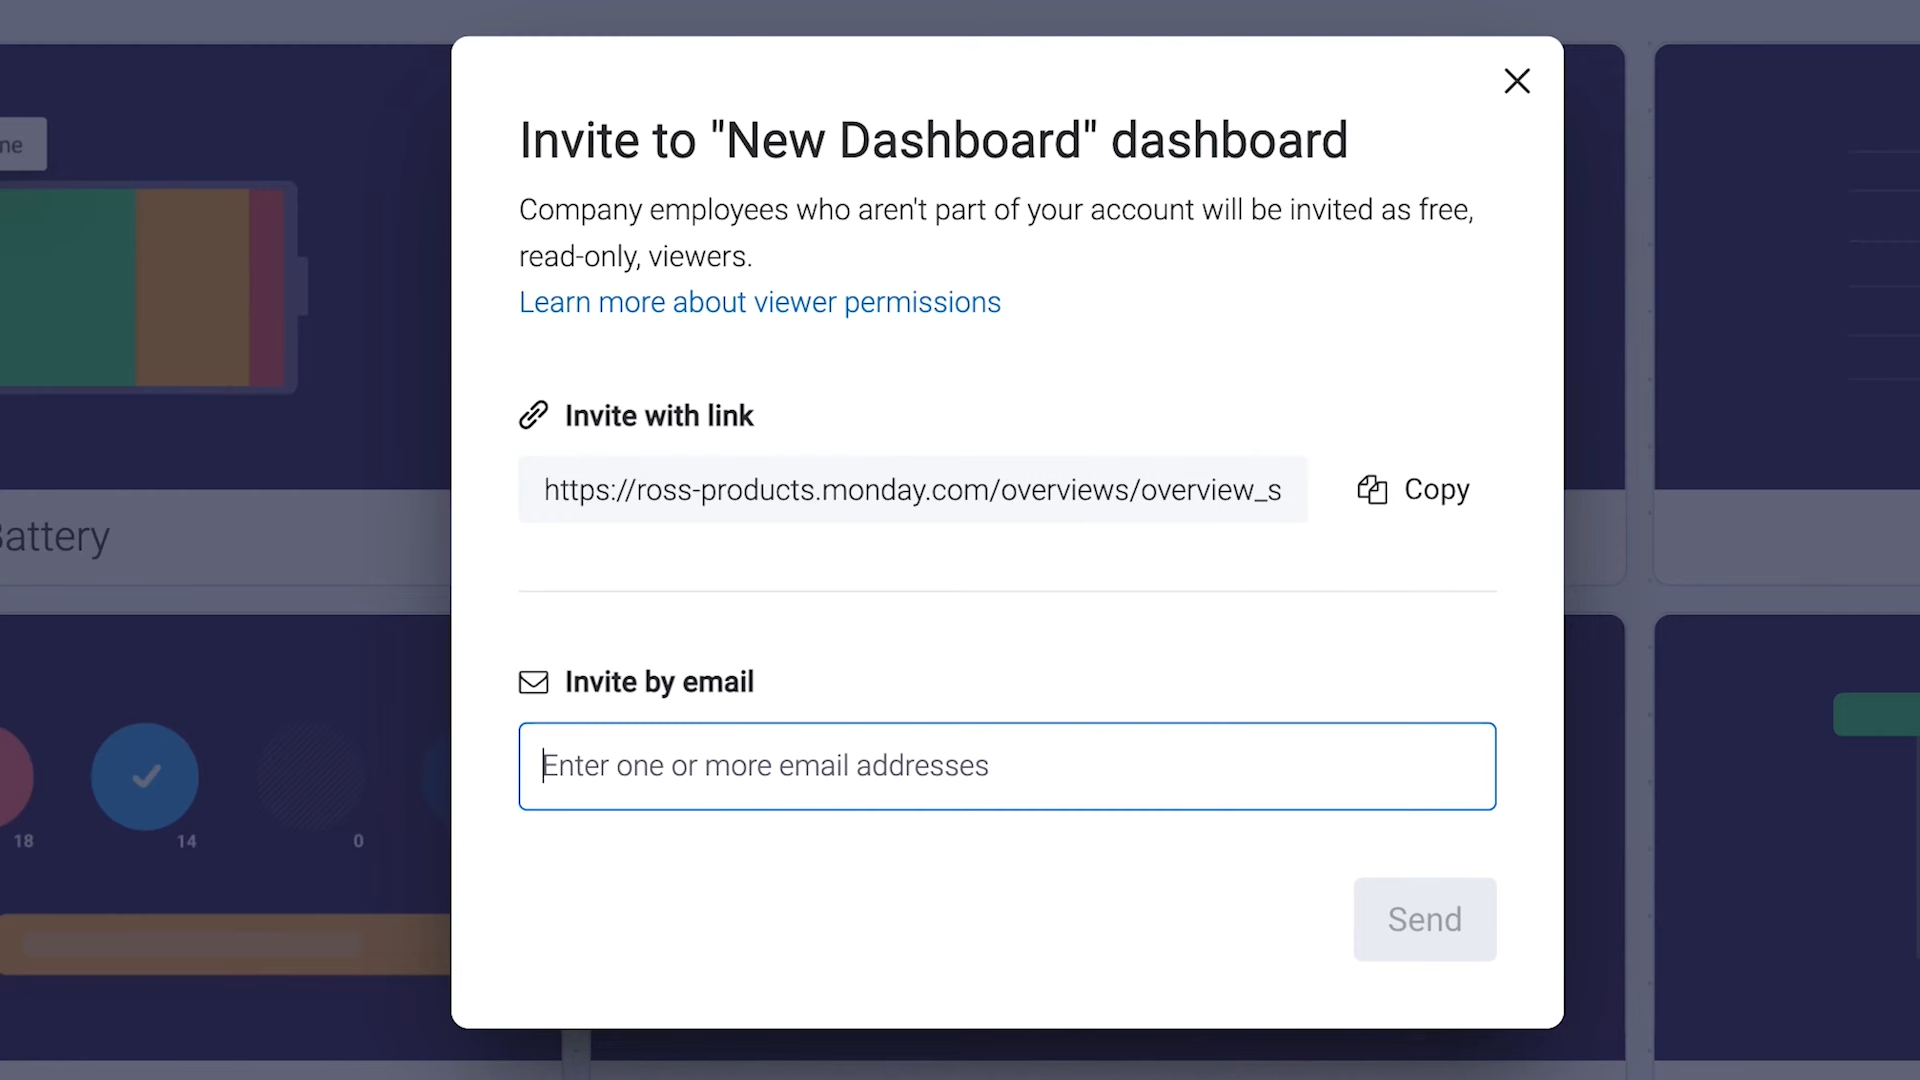 Invite to "New Dashboard" dashboard
Company employees who aren't part of your account will be invited as free,
read-only, viewers.
Learn more about viewer permissions
Invite with link
https://ross-products.monday.com/overviews/overview_s
Copy
Invite by email
Enter one or more email addresses
Send
Battery
18
14
0